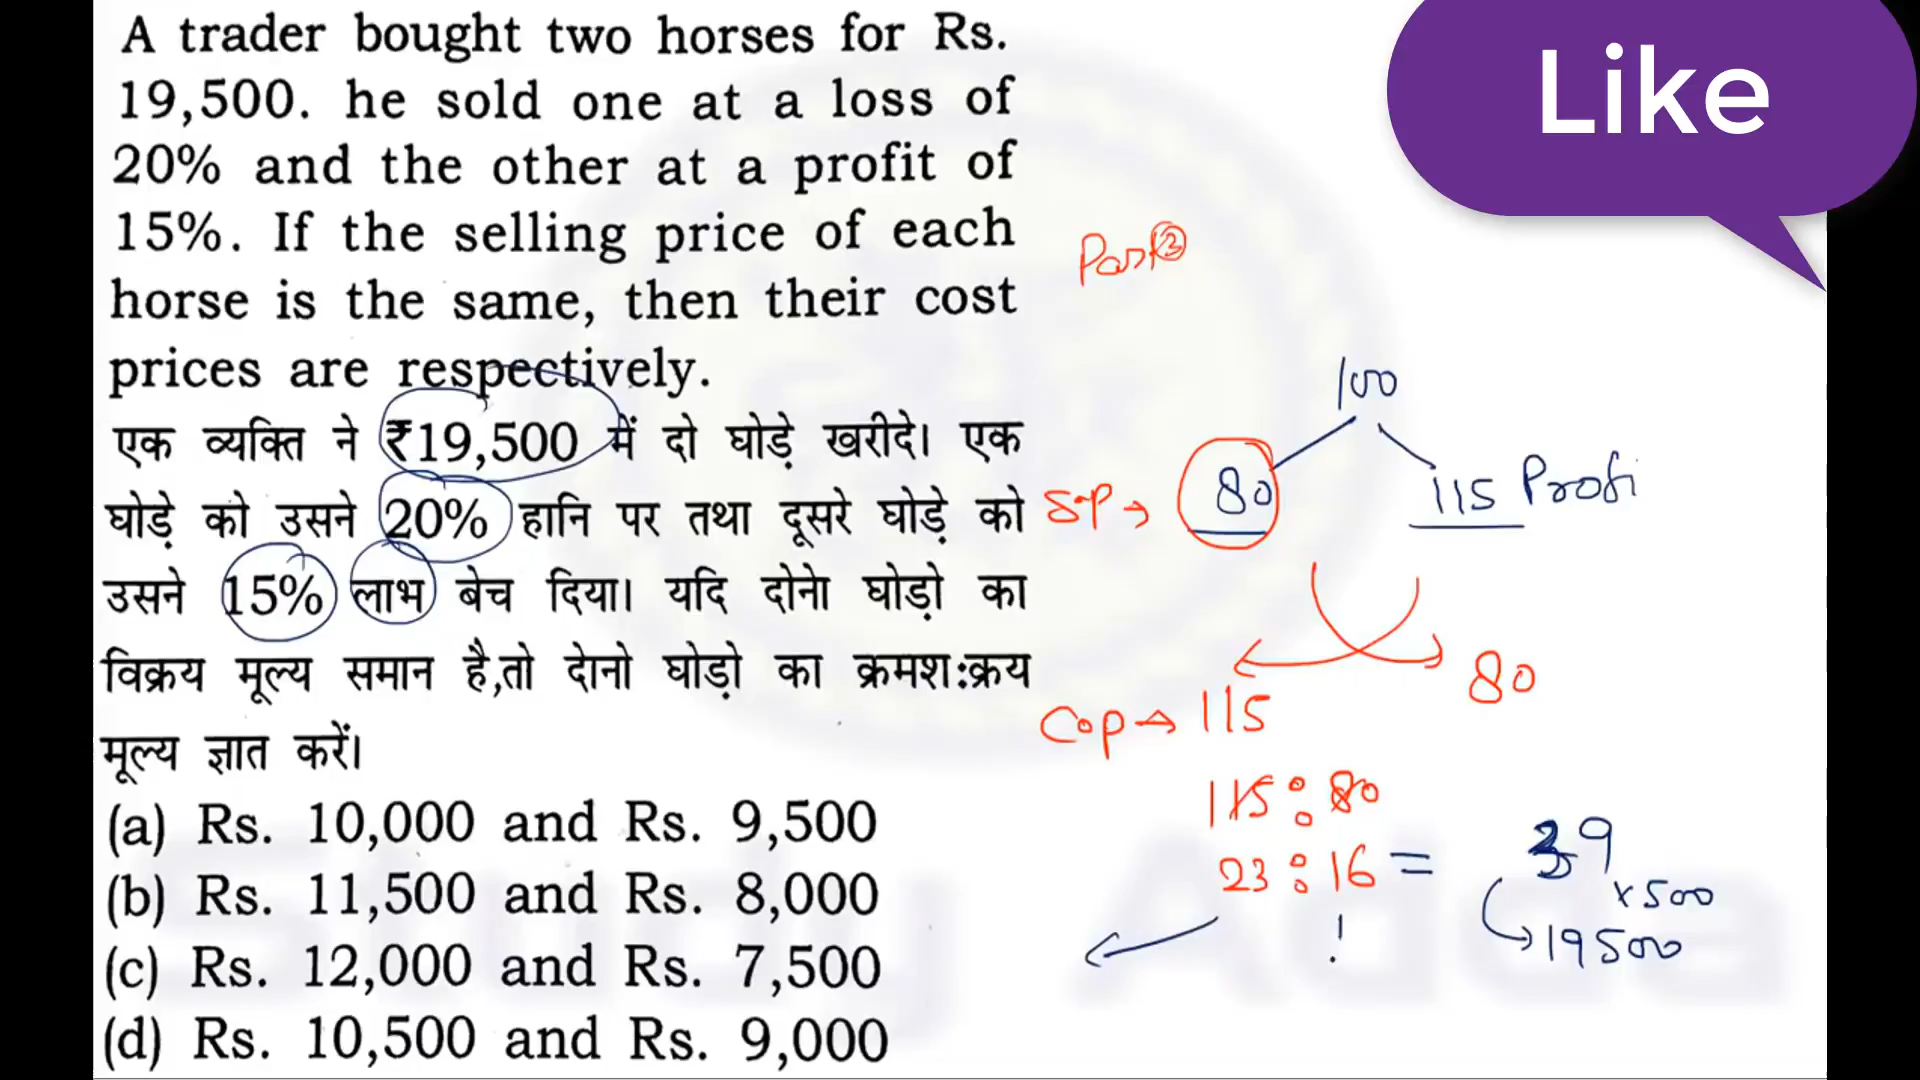 A trader bought two horses for Rs.
19,500. he sold one at a loss of
20% and the other at a profit of
15%. If the selling price of each
horse is the same, then their cost
prices are respectively.
एक व्यक्ति ने ₹19,500 में दो घोड़े खरीदे। एक
घोड़े को उसने 20% हानि पर तथा दूसरे घोड़े को
उसने 15% लाभ बेच दिया। यदि दोनो घोड़ो का
विक्रय मूल्य समान है,तो दोनो घोड़ो का क्रमश:क्रय
मूल्य ज्ञात करें।
(a) Rs. 10,000 and Rs. 9,500
(b) Rs. 11,500 and Rs. 8,000
(c) Rs. 12,000 and Rs. 7,500
(d) Rs. 10,500 and Rs. 9,000
Like
100
SP → 80 115 Profi
80
Cop → 115
115 : 80
23 : 16 = 39
×500
19500
Study Adda